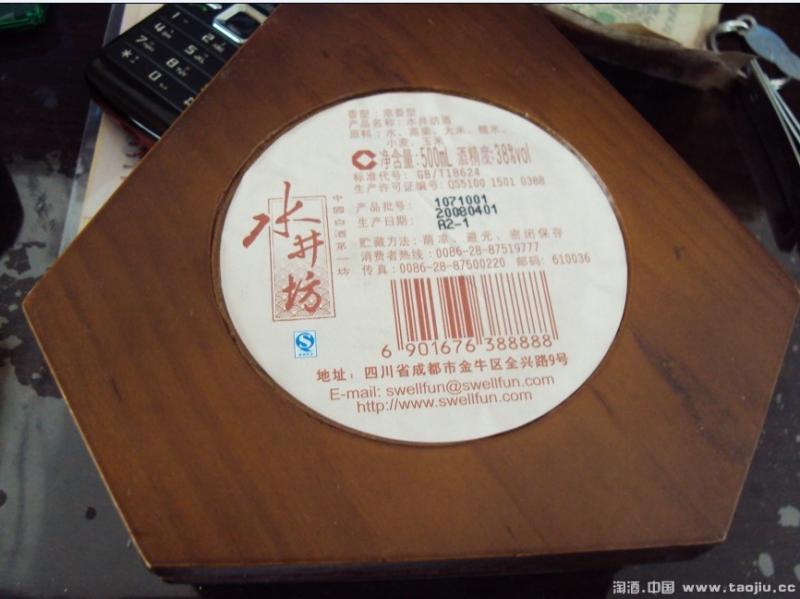 香型：浓香型
产品名称：水井坊酒
原料：水、高粱、大米、糯米、
小麦、玉米
净含量:500mL 酒精度:38%vol
标准代号： GB/T18624
生产许可证编号：QS5100 1501 0388
产品批号：
1071001
生产日期：
20080401
A2-1
贮藏方法：荫凉、避光、密闭保存
消费者热线：0086-28-87519777
传真：0086-28-87500220 邮码：610036
水井坊
中國白酒第一坊
6 901676 388888
地址：四川省成都市金牛区全兴路9号
E-mail: swellfun@swellfun.com
http://www.swellfun.com
淘酒.中国 www.taojiu.cc